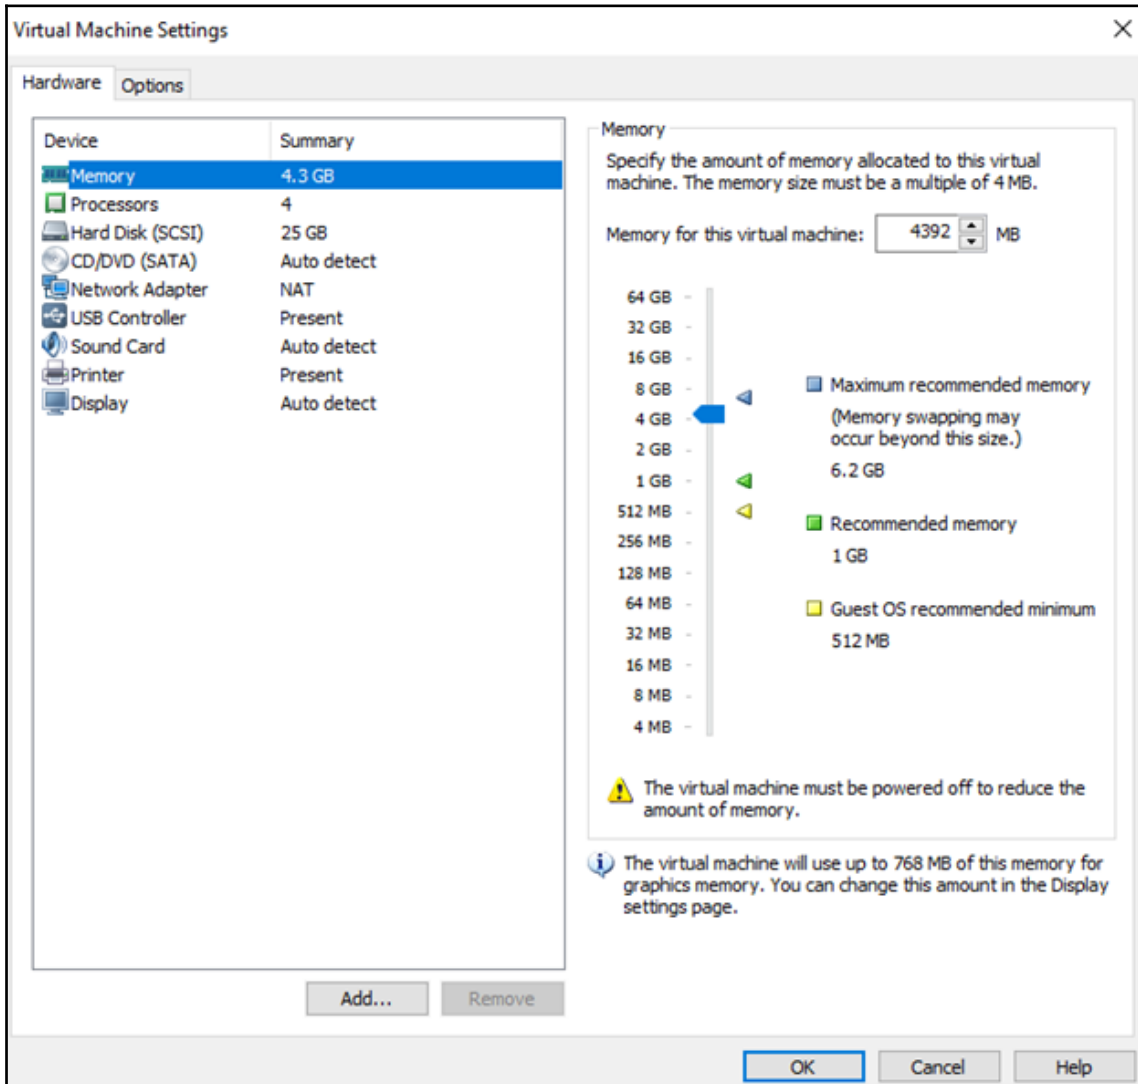 Virtual Machine Settings
Hardware
Options
Device Summary
Memory 4.3 GB
Processors 4
Hard Disk (SCSI) 25 GB
CD/DVD (SATA) Auto detect
Network Adapter NAT
USB Controller Present
Sound Card Auto detect
Printer Present
Display Auto detect
Add...
Remove
Memory
Specify the amount of memory allocated to this virtual
machine. The memory size must be a multiple of 4 MB.
Memory for this virtual machine: 4392 MB
64 GB
32 GB
16 GB
8 GB
4 GB
2 GB
1 GB
512 MB
256 MB
128 MB
64 MB
32 MB
16 MB
8 MB
4 MB
Maximum recommended memory
(Memory swapping may
occur beyond this size.)
6.2 GB
Recommended memory
1 GB
Guest OS recommended minimum
512 MB
The virtual machine must be powered off to reduce the
amount of memory.
The virtual machine will use up to 768 MB of this memory for
graphics memory. You can change this amount in the Display
settings page.
OK
Cancel
Help